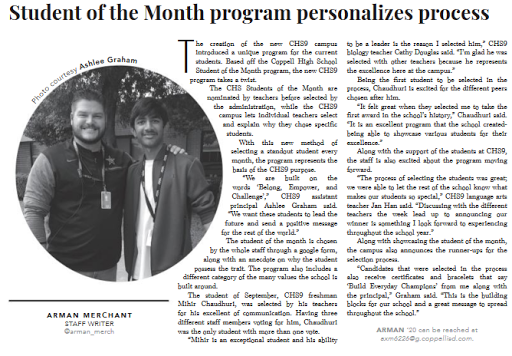 Student of the Month program personalizes process
Photo courtesy Ashlee Graham
The creation of the new CH89 campus
introduced a unique program for the current
students. Based off the Coppell High School
Student of the Month program, the new CH89
program takes a twist.
The CHS Students of the Month are
nominated by teachers before selected by
the administration, while the CH89
campus lets individual teachers select
and explain why they chose specific
students.
With this new method of
selecting a standout student every
month, the program represents the
basis of the CH89 purpose.
“We are built on the
words ‘Belong, Empower, and
Challenge’,” CH89 assistant
principal Ashlee Graham said.
“We want these students to lead the
future and send a positive message
for the rest of the world.”
The student of the month is chosen
by the whole staff through a google form,
along with an anecdote on why the student
possess the trait. The program also includes a
different category of the many values the school is
built around.
The student of September, CH89 freshman
Mihir Chaudhuri, was selected by his teachers
for his excellent of communication. Having three
different staff members voting for him, Chaudhuri
was the only student with more than one vote.
“Mihir is an exceptional student and his ability
to be a leader is the reason I selected him,” CH89
biology teacher Cathy Douglas said. “I’m glad he was
selected with other teachers because he represents
the excellence here at the campus.”
Being the first student to be selected in the
process, Chaudhuri is excited for the different peers
chosen after him.
“It felt great when they selected me to take the
first award in the school’s history,” Chaudhuri said.
“It is an excellent program that the school created-
being able to showcase various students for their
excellence.”
Along with the support of the students at CH89,
the staff is also excited about the program moving
forward.
“The process of selecting the students was great;
we were able to let the rest of the school know what
makes our students so special,” CH89 language arts
teacher Jan Han said. “Discussing with the different
teachers the week lead up to announcing our
winner is something I look forward to experiencing
throughout the school year.”
Along with showcasing the student of the month,
the campus also announces the runner-ups for the
selection process.
“Candidates that were selected in the process
also receive certificates and bracelets that say
‘Build Everyday Champions’ from me along with
the principal,” Graham said. “This is the building
blocks for our school and a great message to spread
throughout the school.”
ARMAN MERCHANT
STAFF WRITER
@arman_merch
ARMAN ’20 can be reached at
axm6226@g.coppellisd.com.